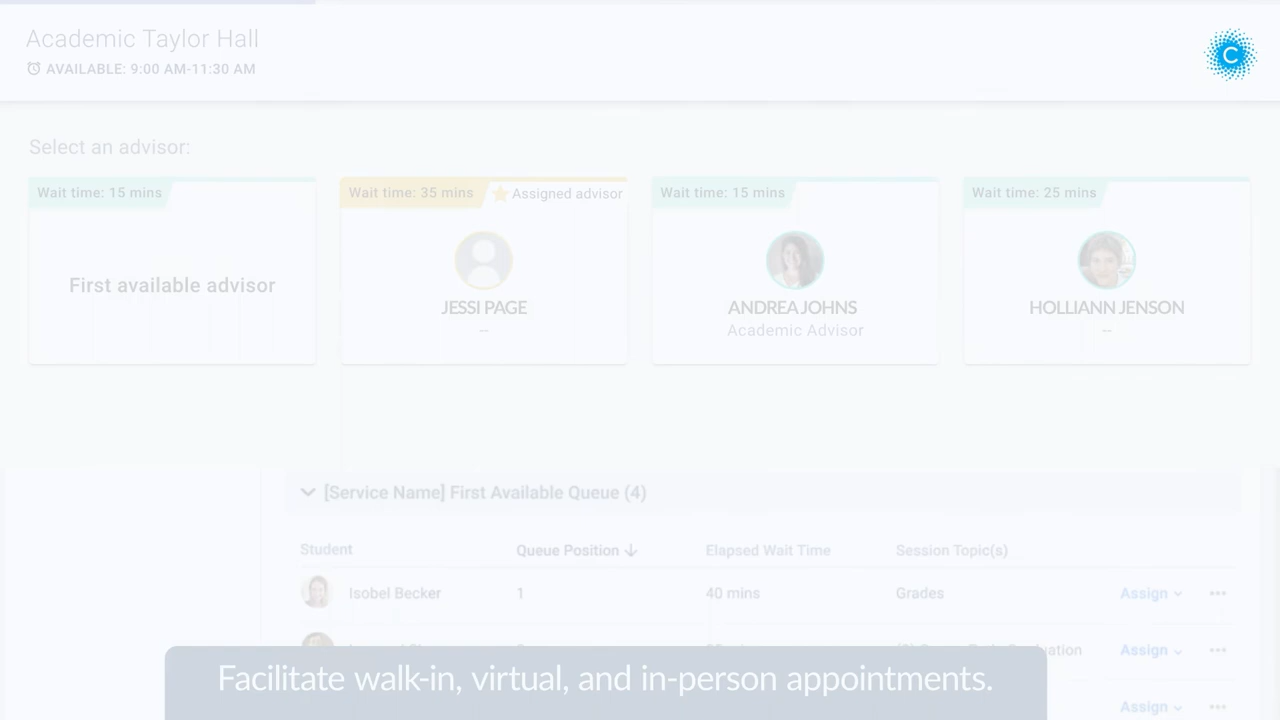 Academic Taylor Hall
AVAILABLE: 9:00 AM-11:30 AM
C
Select an advisor:
Wait time: 15 mins
First available advisor
Wait time: 35 mins
Assigned advisor
JESSI PAGE
--
Wait time: 15 mins
ANDREA JOHNS
Academic Advisor
Wait time: 25 mins
HOLLIANN JENSON
--
[Service Name] First Available Queue (4)
Student Queue Position Elapsed Wait Time Session Topic(s)
Isobel Becker 1 40 mins Grades Assign
Assign
Assign
Facilitate walk-in, virtual, and in-person appointments.